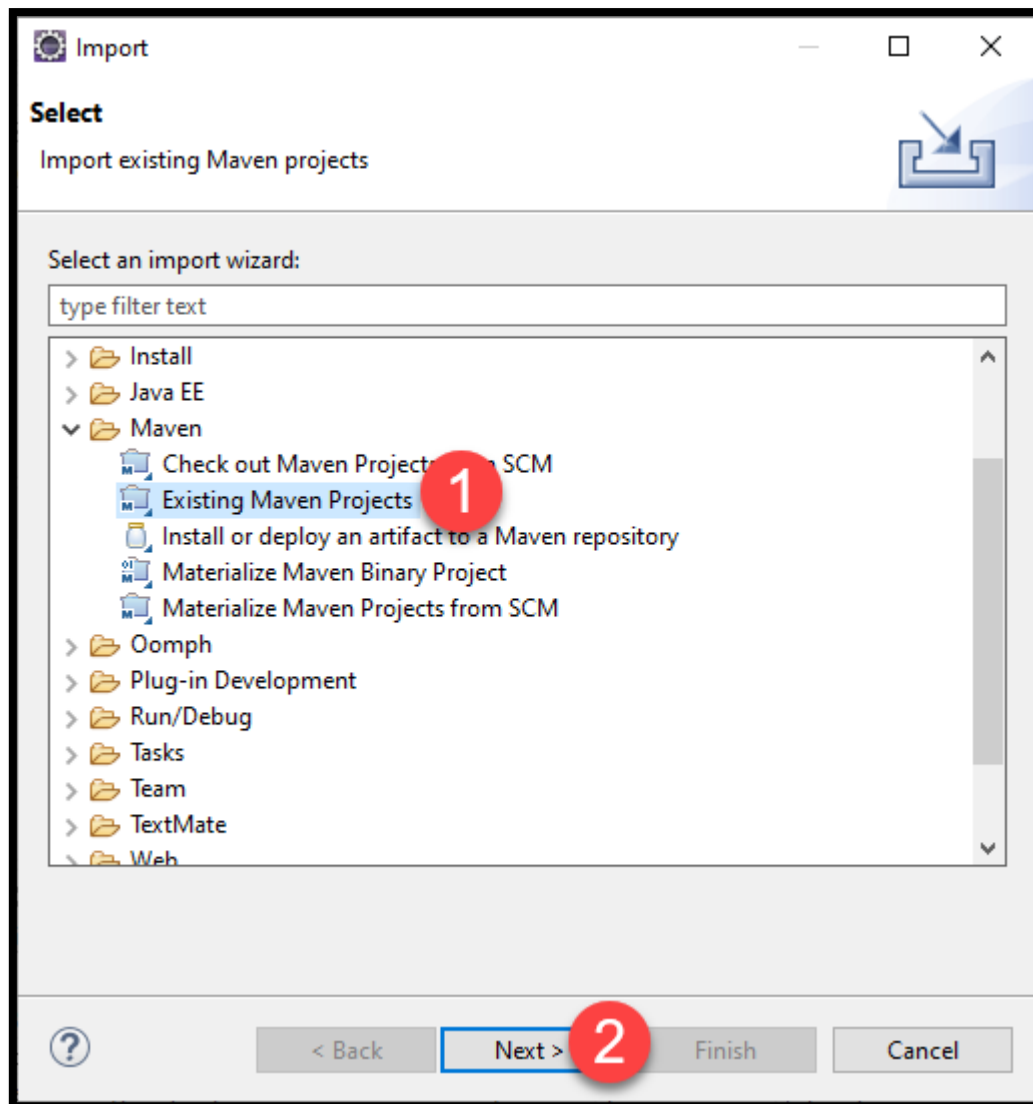 Import
Select
Import existing Maven projects
Select an import wizard:
type filter text
Install
Java EE
Maven
Check out Maven Projects SCM
Existing Maven Projects 1
Install or deploy an artifact to a Maven repository
Materialize Maven Binary Project
Materialize Maven Projects from SCM
Oomph
Plug-in Development
Run/Debug
Tasks
Team
TextMate
Web
? < Back Next > 2 Finish Cancel